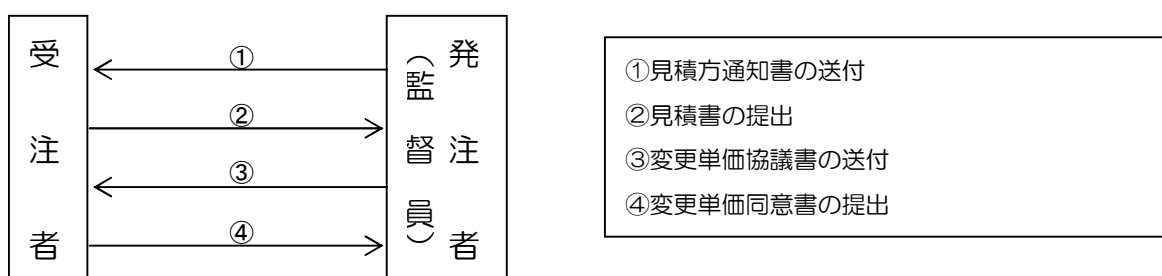 受注者
①
②
③
④
発注者
（監督員）
①見積方通知書の送付
②見積書の提出
③変更単価協議書の送付
④変更単価同意書の提出